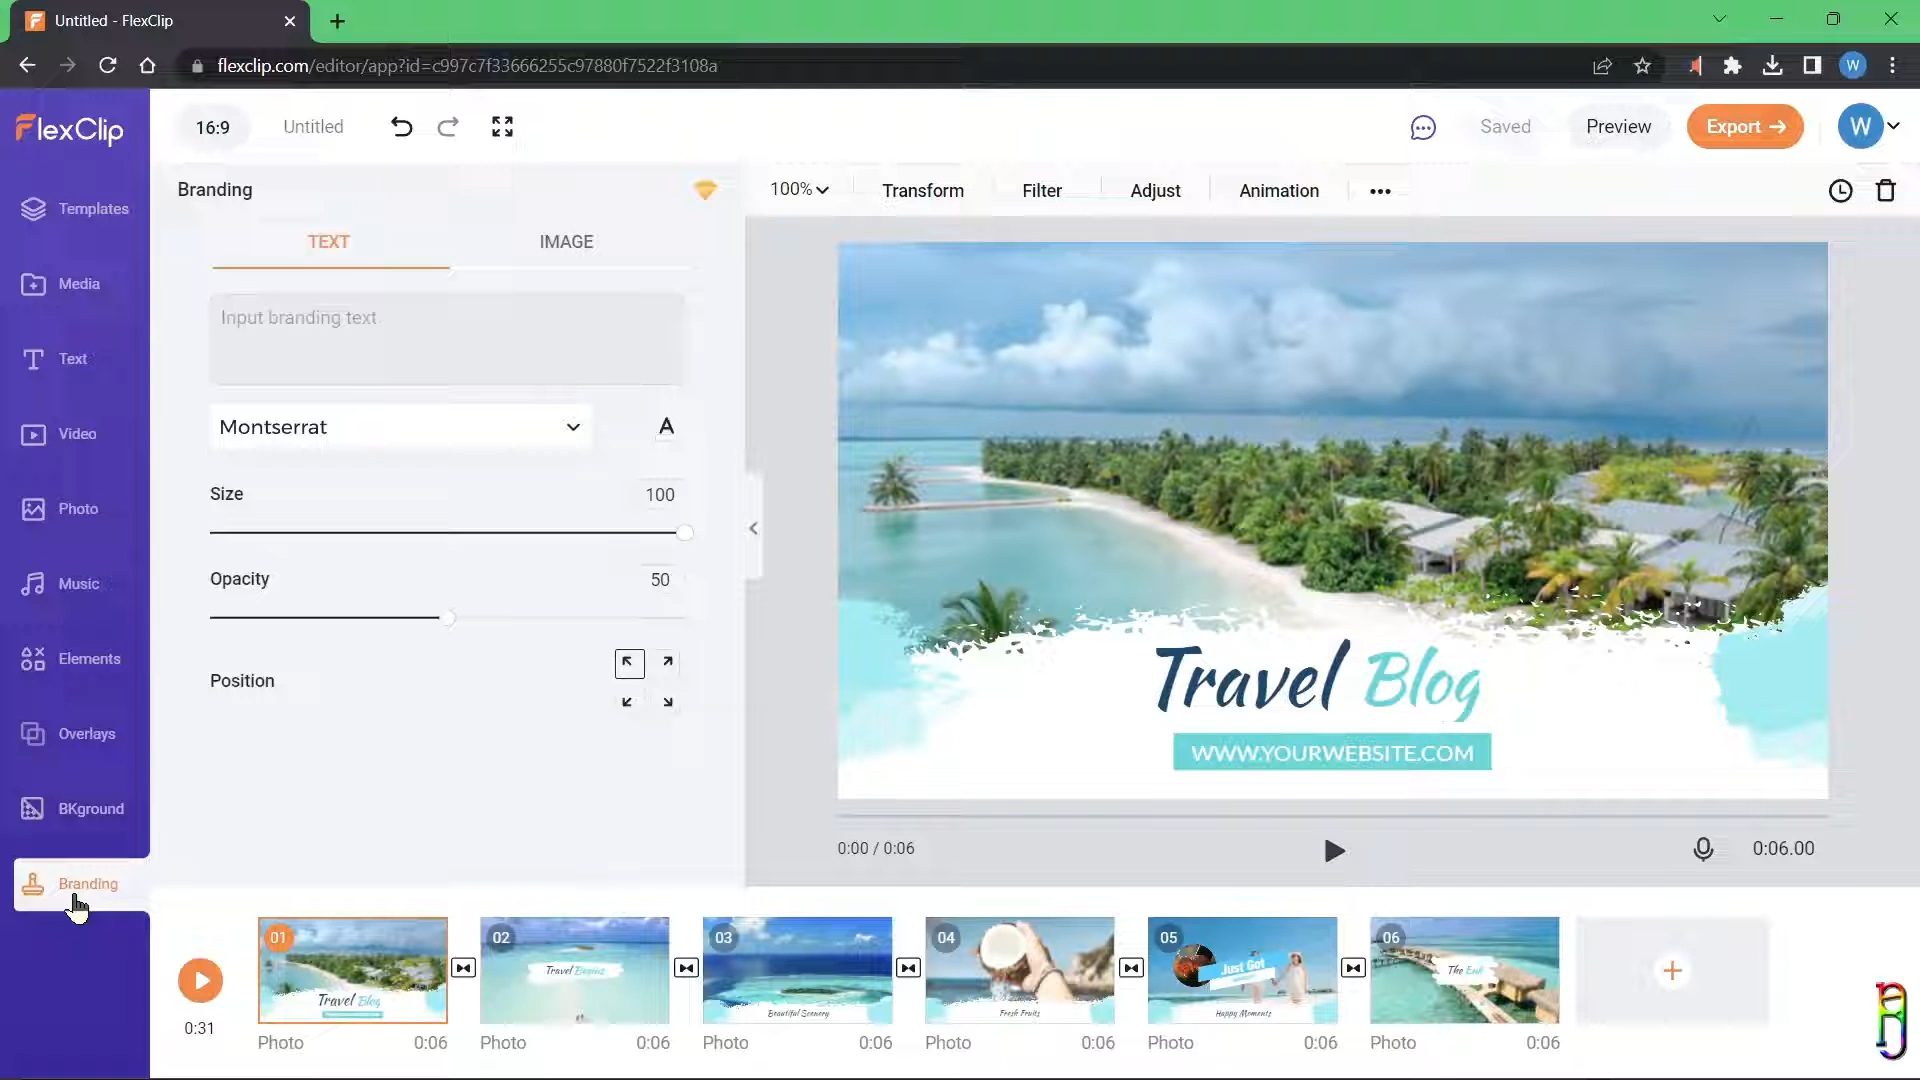 Untitled - FlexClip
flexclip.com/editor/app?id=c997c7f33666255c97880f7522f3108a
W
FlexClip
16:9
Untitled
Saved
Preview
Export
W
Templates
Media
Text
Video
Photo
Music
Elements
Overlays
BKground
Branding
Branding
TEXT
IMAGE
Input branding text
Montserrat
A
Size
100
Opacity
50
Position
100%
Transform
Filter
Adjust
Animation
Travel Blog
WWW.YOURWEBSITE.COM
0:00 / 0:06
0:06.00
0:31
01
Travel Blog
Photo 0:06
02
Travel Begins
Photo 0:06
03
Beautiful Scenery
Photo 0:06
04
Fresh Fruits
Photo 0:06
05
Just Got
Happy Moments
Photo 0:06
06
The End
Photo 0:06